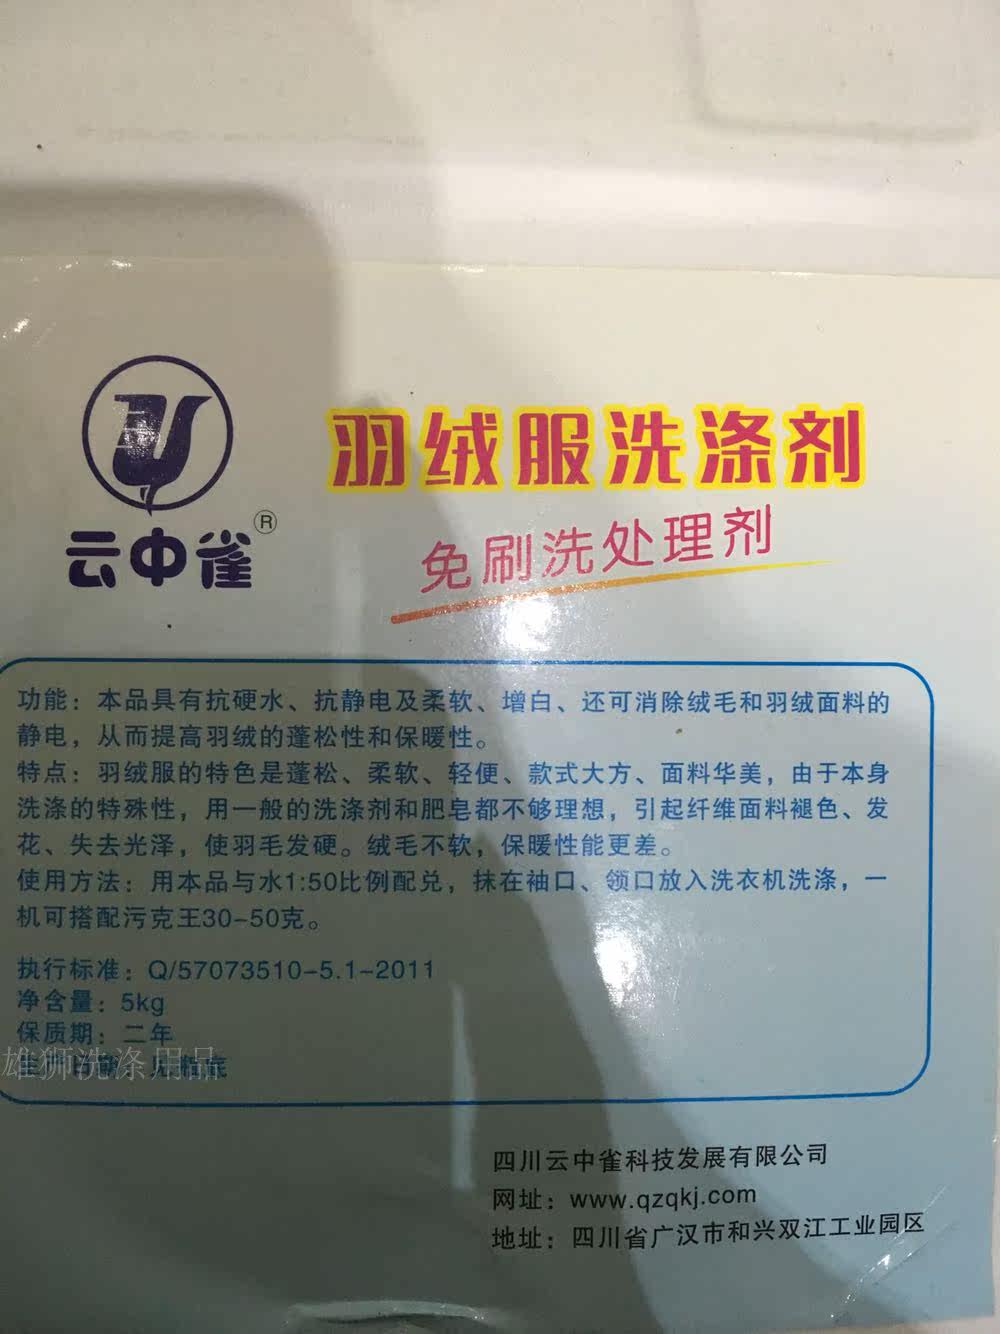 羽绒服洗涤剂
免刷洗处理剂
云中雀®
功能：本品具有抗硬水、抗静电及柔软、增白、还可消除绒毛和羽绒面料的
静电，从而提高羽绒的蓬松性和保暖性。
特点：羽绒服的特色是蓬松、柔软、轻便、款式大方、面料华美，由于本身
洗涤的特殊性，用一般的洗涤剂和肥皂都不够理想，引起纤维面料褪色、发
花、失去光泽，使羽毛发硬。绒毛不软，保暖性能更差。
使用方法：用本品与水1:50比例配兑，抹在袖口、领口放入洗衣机洗涤，一
机可搭配污克王30-50克。
执行标准：Q/57073510-5.1-2011
净含量：5kg
保质期：二年
雄狮洗涤用品
四川云中雀科技发展有限公司
网址：www.qzqkj.com
地址：四川省广汉市和兴双江工业园区